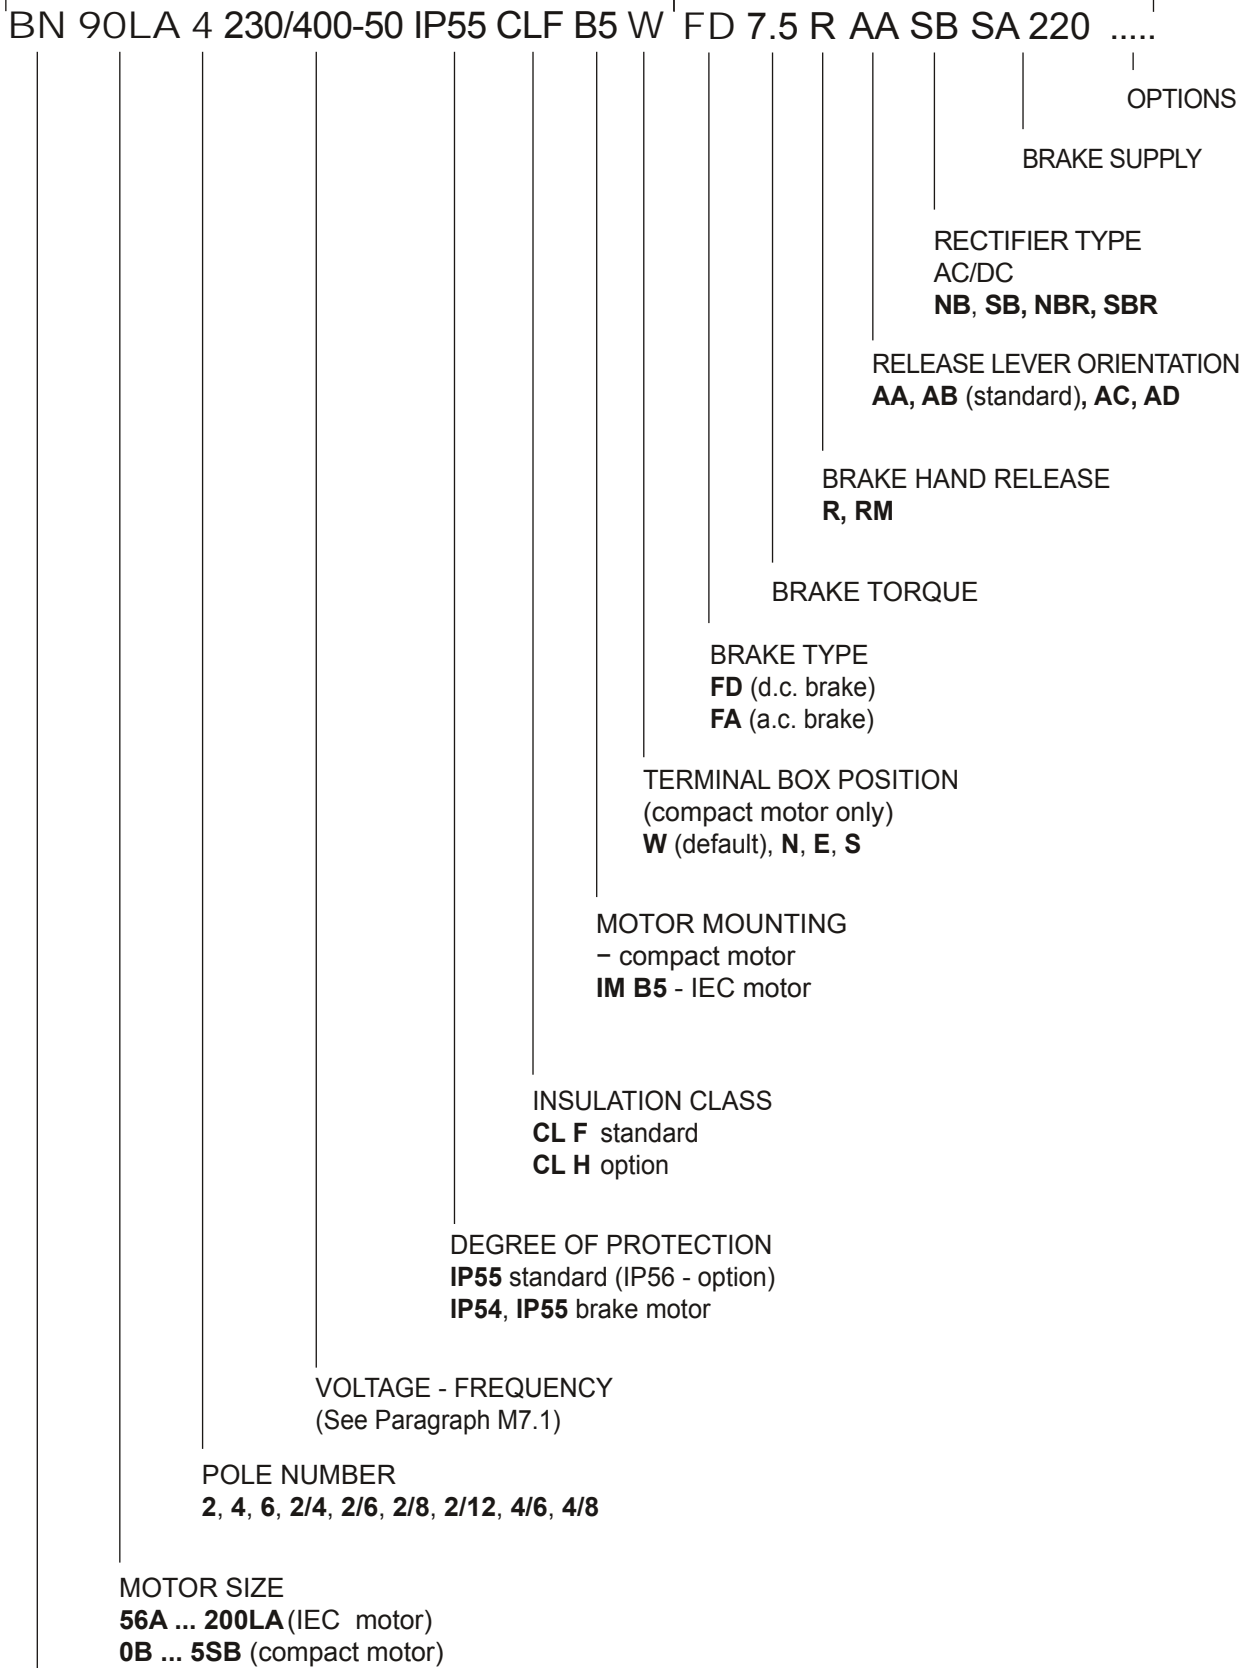 BN 90LA 4 230/400-50 IP55 CLF B5 W FD 7.5 R AA SB SA 220 .....
OPTIONS
BRAKE SUPPLY
RECTIFIER TYPE
AC/DC
NB, SB, NBR, SBR
RELEASE LEVER ORIENTATION
AA, AB (standard), AC, AD
BRAKE HAND RELEASE
R, RM
BRAKE TORQUE
BRAKE TYPE
FD (d.c. brake)
FA (a.c. brake)
TERMINAL BOX POSITION
(compact motor only)
W (default), N, E, S
MOTOR MOUNTING
− compact motor
IM B5 - IEC motor
INSULATION CLASS
CL F standard
CL H option
DEGREE OF PROTECTION
IP55 standard (IP56 - option)
IP54, IP55 brake motor
VOLTAGE - FREQUENCY
(See Paragraph M7.1)
POLE NUMBER
2, 4, 6, 2/4, 2/6, 2/8, 2/12, 4/6, 4/8
MOTOR SIZE
56A ... 200LA (IEC motor)
0B ... 5SB (compact motor)